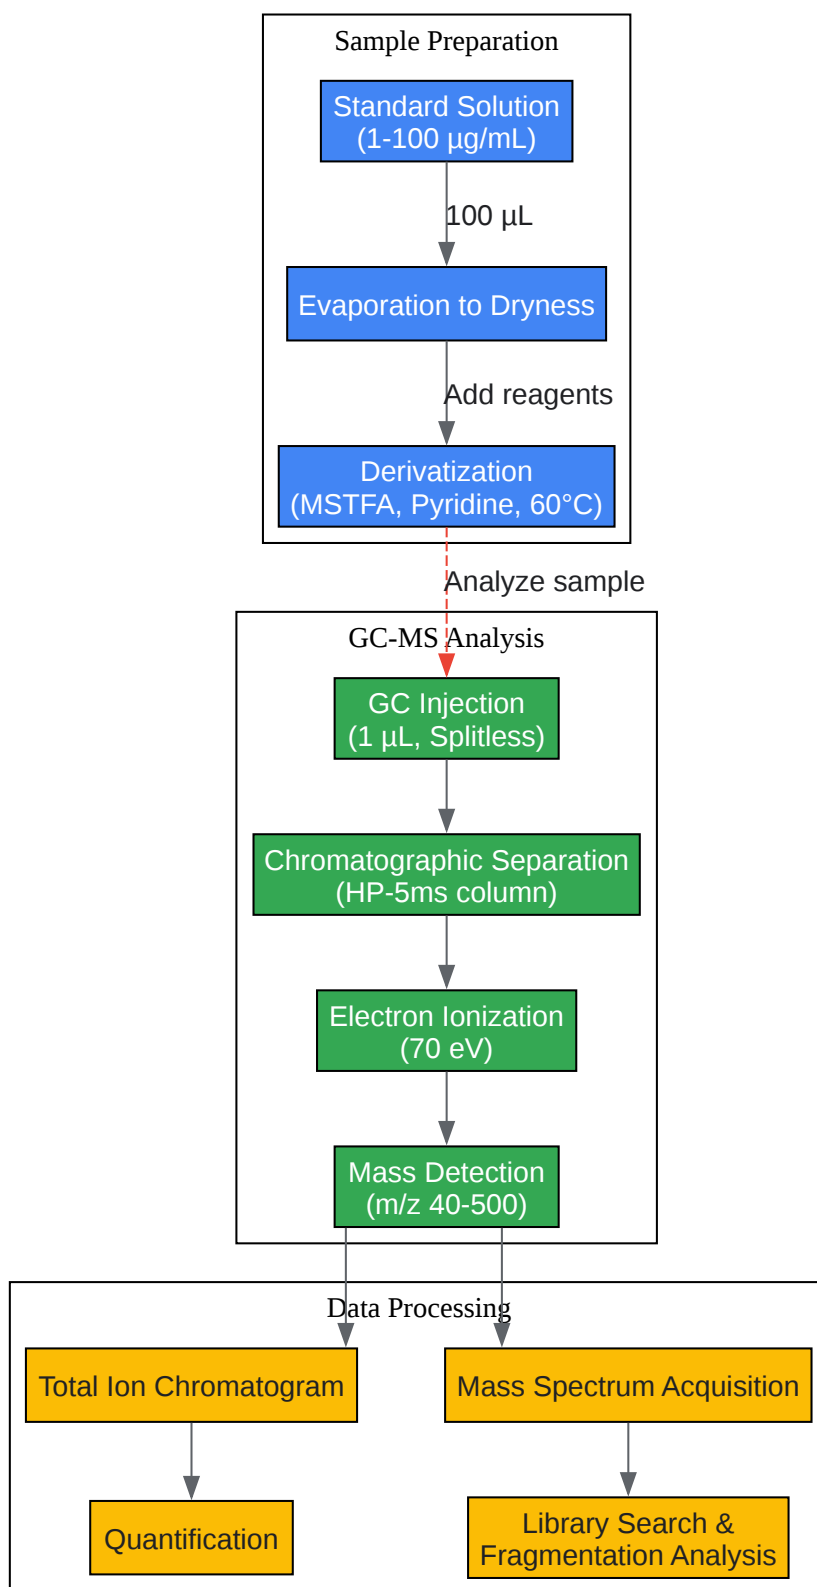 Sample Preparation
Standard Solution
(1-100 µg/mL)
100 µL
Evaporation to Dryness
Add reagents
Derivatization
(MSTFA, Pyridine, 60°C)
Analyze sample
GC-MS Analysis
GC Injection
(1 µL, Splitless)
Chromatographic Separation
(HP-5ms column)
Electron Ionization
(70 eV)
Mass Detection
(m/z 40-500)
Data Processing
Total Ion Chromatogram
Mass Spectrum Acquisition
Quantification
Library Search &
Fragmentation Analysis